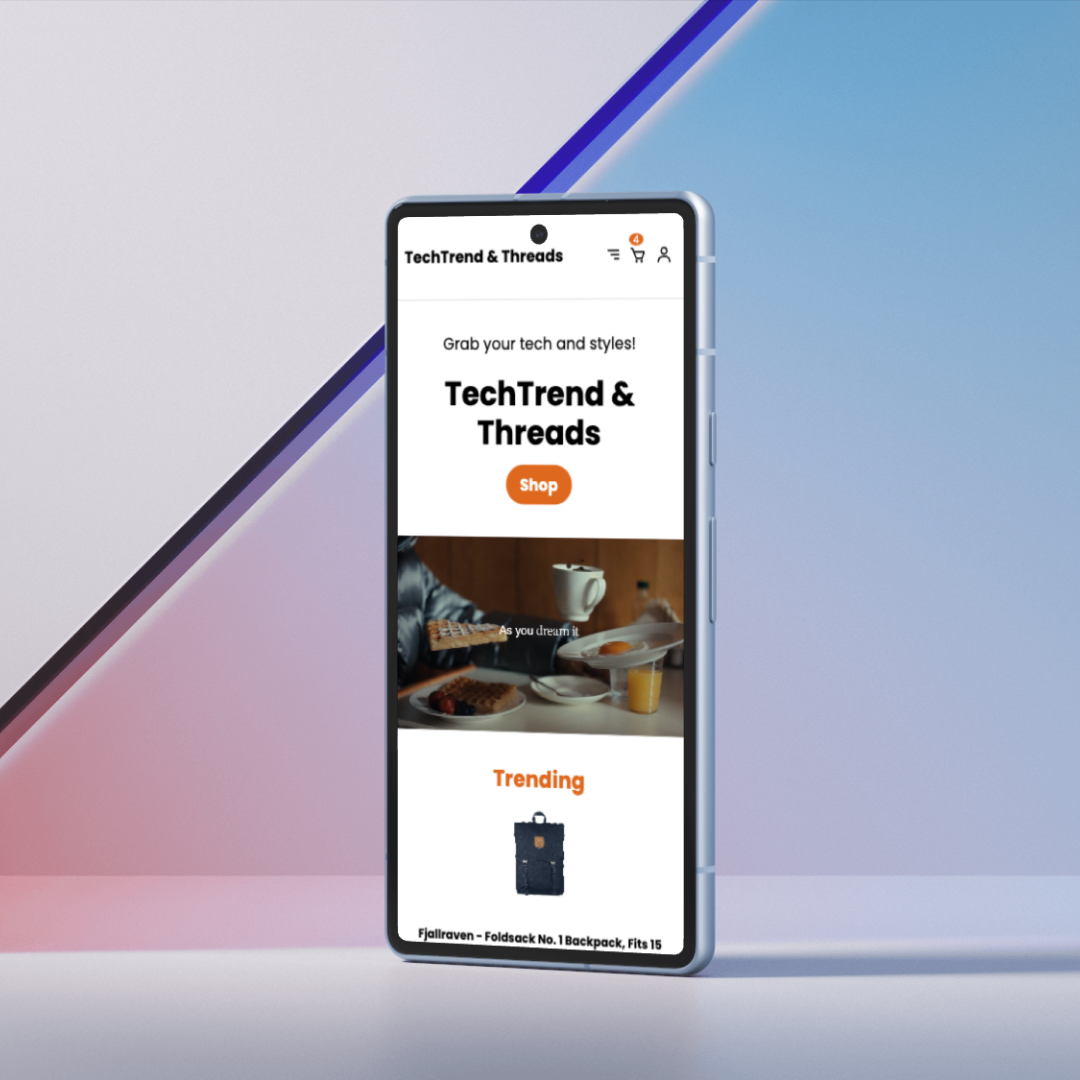 TechTrend & Threads
4
Grab your tech and styles!
TechTrend &
Threads
Shop
As you dream it
Trending
Fjallraven - Foldsack No. 1 Backpack, Fits 15